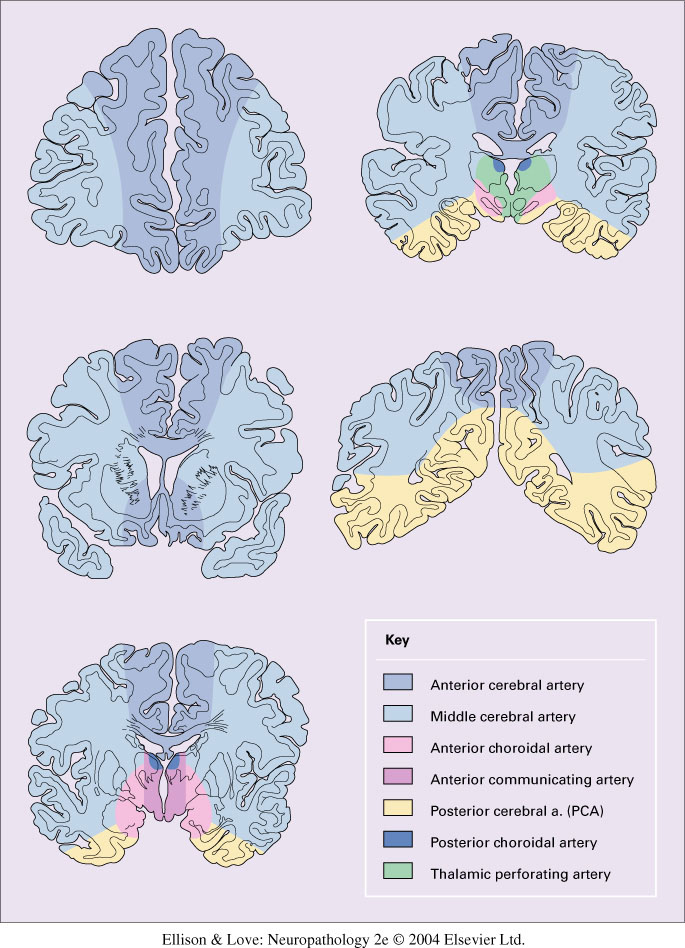 Key
Anterior cerebral artery
Middle cerebral artery
Anterior choroidal artery
Anterior communicating artery
Posterior cerebral a. (PCA)
Posterior choroidal artery
Thalamic perforating artery
Ellison & Love: Neuropathology 2e © 2004 Elsevier Ltd.